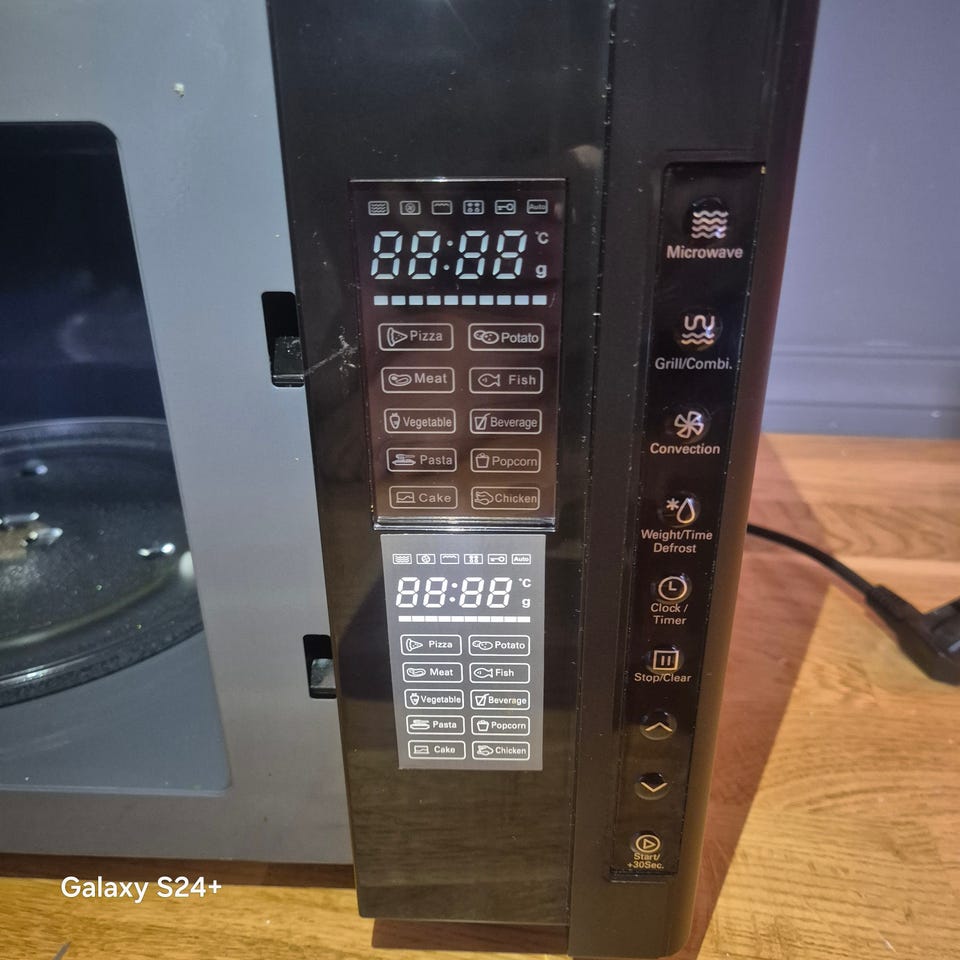 Auto
88:88 °C
g
Pizza
Potato
Meat
Fish
Vegetable
Beverage
Pasta
Popcorn
Cake
Chicken
Auto
88:88 °C
g
Pizza
Potato
Meat
Fish
Vegetable
Beverage
Pasta
Popcorn
Cake
Chicken
Microwave
Grill/Combi.
Convection
Weight/Time
Defrost
Clock /
Timer
Stop/Clear
Start/
+30Sec.
Galaxy S24+